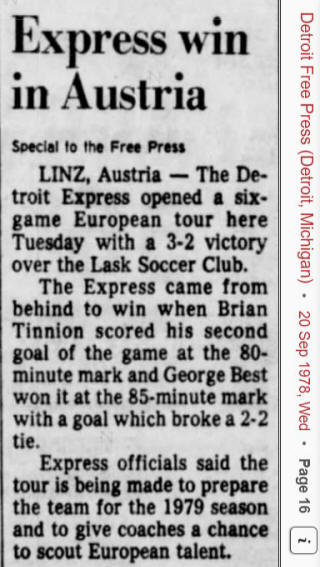 Express win
in Austria
Special to the Free Press
LINZ, Austria — The De-
troit Express opened a six-
game European tour here
Tuesday with a 3-2 victory
over the Lask Soccer Club.
The Express came from
behind to win when Brian
Tinnion scored his second
goal of the game at the 80-
minute mark and George Best
won it at the 85-minute mark
with a goal which broke a 2-2
tie.
Express officials said the
tour is being made to prepare
the team for the 1979 season
and to give coaches a chance
to scout European talent.
Detroit Free Press (Detroit, Michigan) • 20 Sep 1978, Wed • Page 16
i